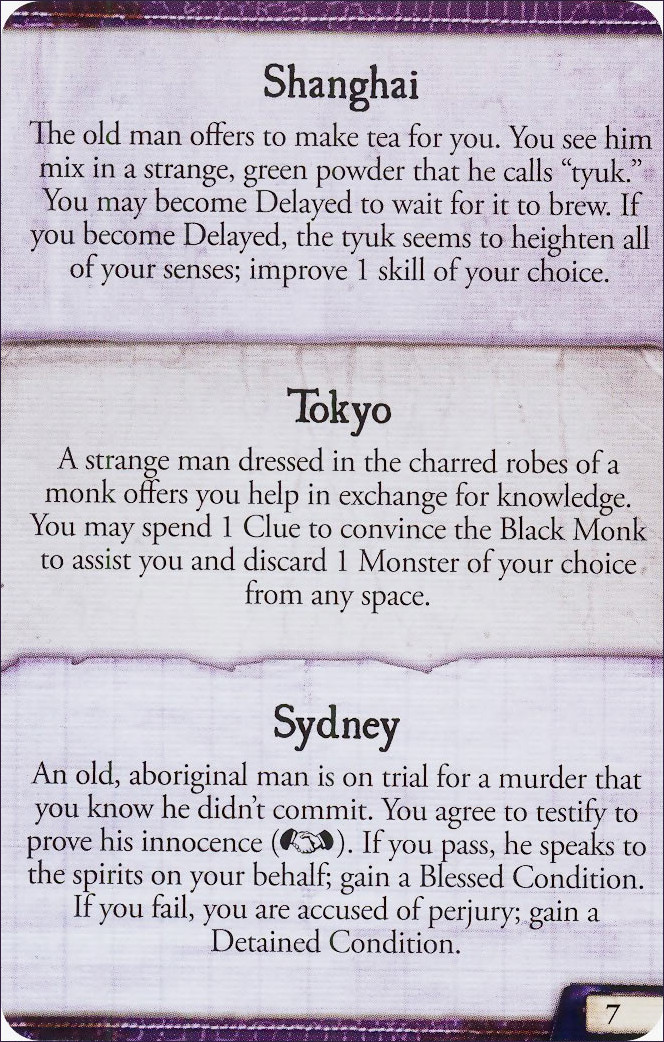 Shanghai
The old man offers to make tea for you. You see him
mix in a strange, green powder that he calls “tyuk.”
You may become Delayed to wait for it to brew. If
you become Delayed, the tyuk seems to heighten all
of your senses; improve 1 skill of your choice.
Tokyo
A strange man dressed in the charred robes of a
monk offers you help in exchange for knowledge.
You may spend 1 Clue to convince the Black Monk
to assist you and discard 1 Monster of your choice
from any space.
Sydney
An old, aboriginal man is on trial for a murder that
you know he didn’t commit. You agree to testify to
prove his innocence (). If you pass, he speaks to
the spirits on your behalf; gain a Blessed Condition.
If you fail, you are accused of perjury; gain a
Detained Condition.
7